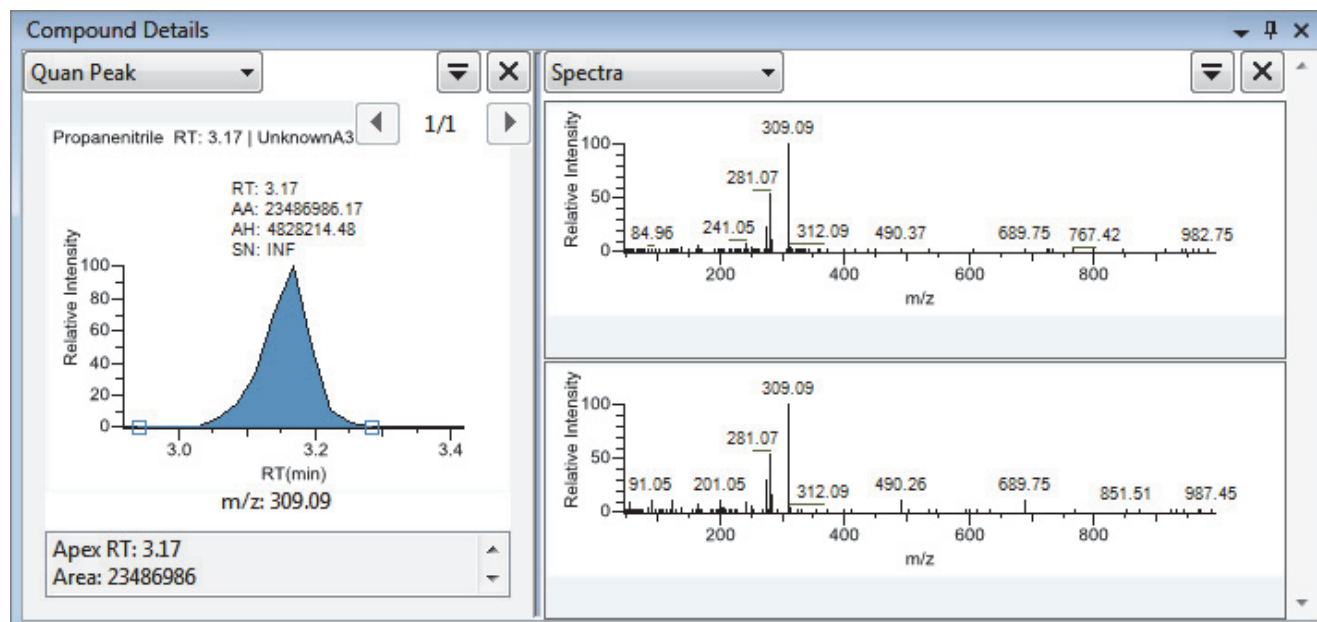 Compound Details
Quan Peak
1/1
Propanenitrile RT: 3.17 | UnknownA3
RT: 3.17
AA: 23486986.17
AH: 4828214.48
SN: INF
Relative Intensity
100
80
60
40
20
0
3.0 3.2 3.4
RT(min)
m/z: 309.09
Apex RT: 3.17
Area: 23486986
Spectra
309.09
281.07
84.96 241.05 312.09 490.37 689.75 767.42 982.75
Relative Intensity
100
50
0
200 400 600 800
m/z
309.09
281.07
91.05 201.05 312.09 490.26 689.75 851.51 987.45
Relative Intensity
100
50
0
200 400 600 800
m/z